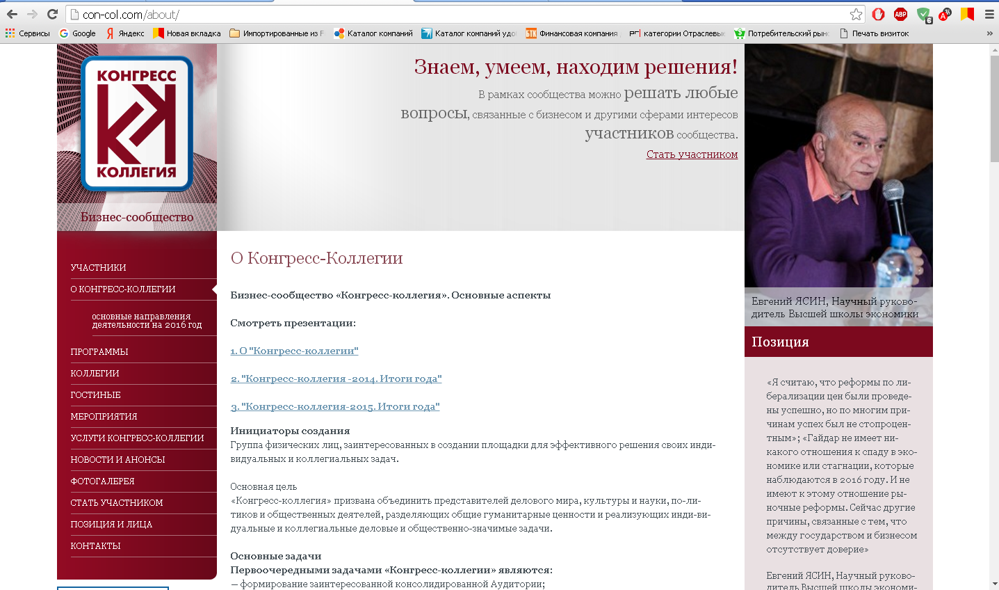 con-col.com/about/
ABP
6
Сервисы
Google
Яндекс
Новая вкладка
Импортированные из F
Каталог компаний
Каталог компаний удо
БТК Финансовая компания
категории Отраслевые
Потребительский рын
Печать визиток
»
КОНГРЕСС
КК
КОЛЛЕГИЯ
Бизнес-сообщество
Знаем, умеем, находим решения!
В рамках сообщества можно решать любые
вопросы, связанные с бизнесом и другими сферами интересов
участников сообщества.
Стать участником
УЧАСТНИКИ
О КОНГРЕСС-КОЛЛЕГИИ
основные направления
деятельности на 2016 год
ПРОГРАММЫ
КОЛЛЕГИИ
ГОСТИНЫЕ
МЕРОПРИЯТИЯ
УСЛУГИ КОНГРЕСС-КОЛЛЕГИИ
НОВОСТИ И АНОНСЫ
ФОТОГАЛЕРЕЯ
СТАТЬ УЧАСТНИКОМ
ПОЗИЦИЯ И ЛИЦА
КОНТАКТЫ
О Конгресс-Коллегии
Бизнес-сообщество «Конгресс-коллегия». Основные аспекты
Смотреть презентации:
1. О "Конгресс-коллегии"
2. "Конгресс-коллегия -2014. Итоги года"
3. "Конгресс-коллегия-2015. Итоги года"
Инициаторы создания
Группа физических лиц, заинтересованных в создании площадки для эффективного решения своих инди-
видуальных и коллегиальных задач.
Основная цель
«Конгресс-коллегия» призвана объединить представителей делового мира, культуры и науки, по-ли-
тиков и общественных деятелей, разделяющих общие гуманитарные ценности и реализующих инди-ви-
дуальные и коллегиальные деловые и общественно-значимые задачи.
Основные задачи
Первоочередными задачами «Конгресс-коллегии» являются:
— формирование заинтересованной консолидированной Аудитории;
Евгений ЯСИН, Научный руково-
дитель Высшей школы экономики
Позиция
«Я считаю, что реформы по ли-
берализации цен были проведе-
ны успешно, но по многим при-
чинам успех был не стопроцен-
тным»; «Гайдар не имеет ни-
какого отношения к спаду в эко-
номике или стагнации, которые
наблюдаются в 2016 году. И не
имеют к этому отношение ры-
ночные реформы. Сейчас другие
причины, связанные с тем, что
между государством и бизнесом
отсутствует доверие»
Евгений ЯСИН, Научный руково-
дитель Высшей школы экономи-